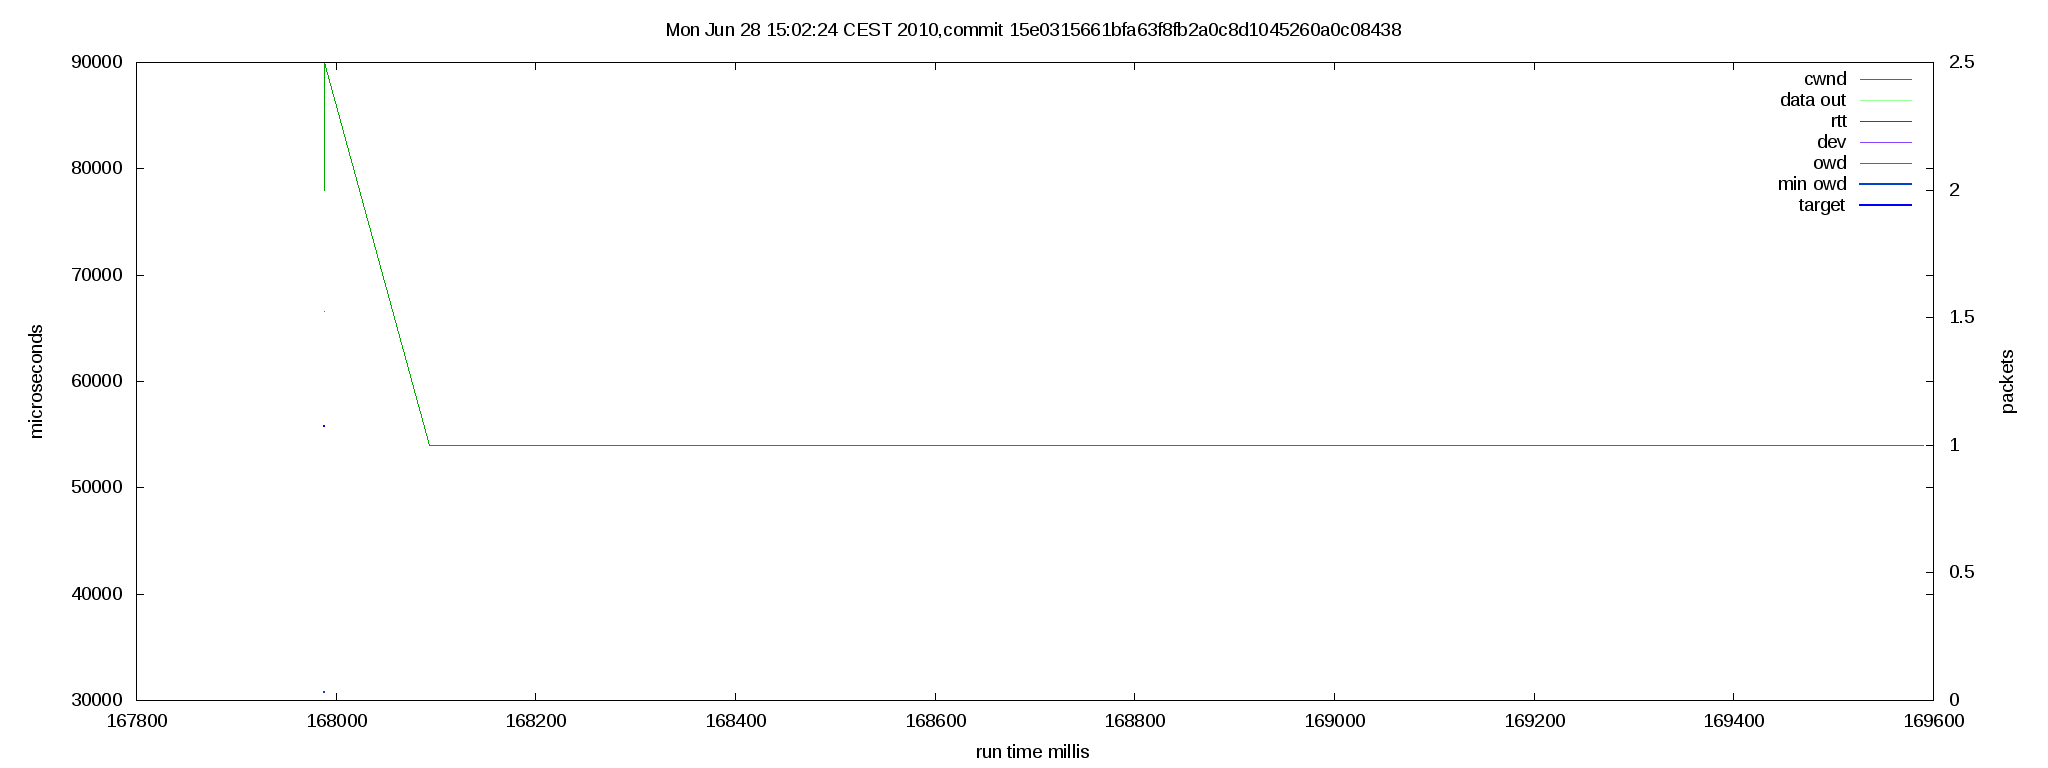 Mon Jun 28 15:02:24 CEST 2010,commit 15e0315661bfa63f8fb2a0c8d1045260a0c08438
90000
80000
70000
60000
50000
40000
30000
microseconds
2.5
2
1.5
1
0.5
0
packets
cwnd
data out
rtt
dev
owd
min owd
target
167800 168000 168200 168400 168600 168800 169000 169200 169400 169600
run time millis